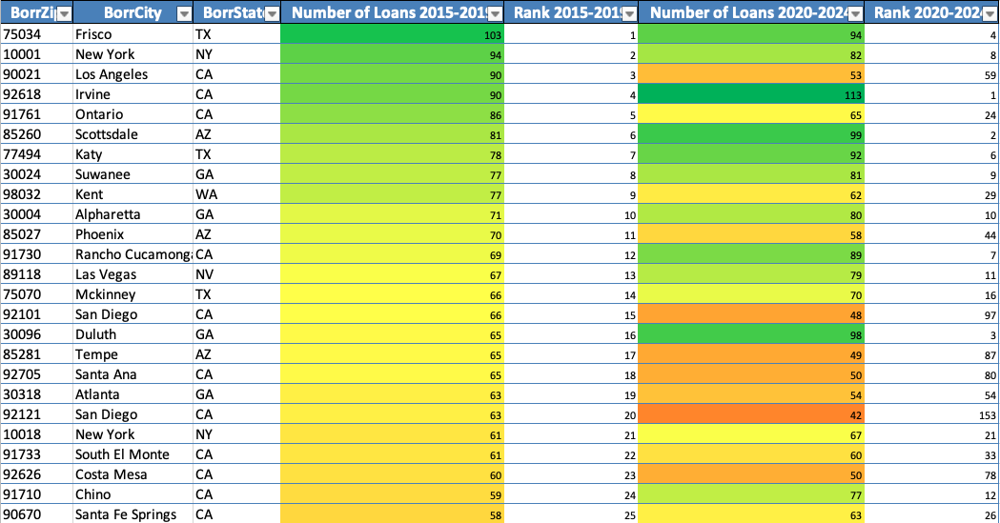 BorrZip BorrCity BorrStat Number of Loans 2015-2019 Rank 2015-2019 Number of Loans 2020-2024 Rank 2020-2024
75034 Frisco TX 103 1 94 4
10001 New York NY 94 2 82 8
90021 Los Angeles CA 90 3 53 59
92618 Irvine CA 90 4 113 1
91761 Ontario CA 86 5 65 24
85260 Scottsdale AZ 81 6 99 2
77494 Katy TX 78 7 92 6
30024 Suwanee GA 77 8 81 9
98032 Kent WA 77 9 62 29
30004 Alpharetta GA 71 10 80 10
85027 Phoenix AZ 70 11 58 44
91730 Rancho Cucamonga CA 69 12 89 7
89118 Las Vegas NV 67 13 79 11
75070 Mckinney TX 66 14 70 16
92101 San Diego CA 66 15 48 97
30096 Duluth GA 65 16 98 3
85281 Tempe AZ 65 17 49 87
92705 Santa Ana CA 65 18 50 80
30318 Atlanta GA 63 19 54 54
92121 San Diego CA 63 20 42 153
10018 New York NY 61 21 67 21
91733 South El Monte CA 61 22 60 33
92626 Costa Mesa CA 60 23 50 78
91710 Chino CA 59 24 77 12
90670 Santa Fe Springs CA 58 25 63 26